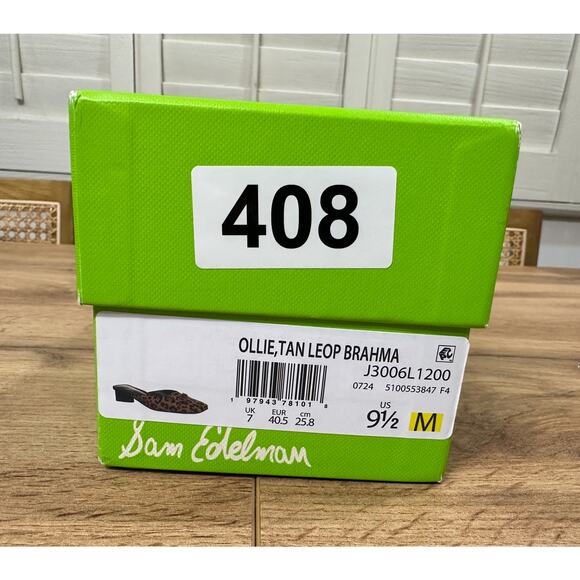 408
OLLIE,TAN LEOP BRAHMA
J3006L1200
0724 5100553847 F4
1 97943 78101 8
UK EUR cm US
7 40.5 25.8 9½ M
Sam Edelman